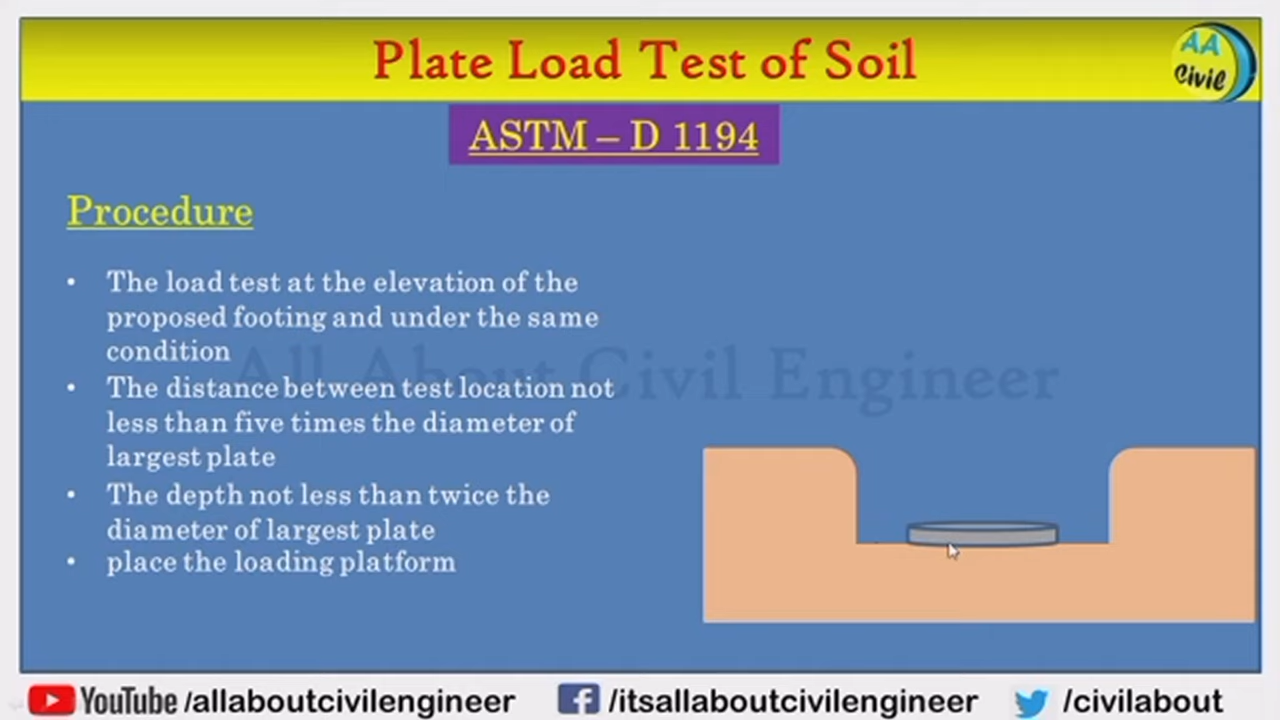 Plate Load Test of Soil
AA
Civil
ASTM – D 1194
Procedure
• The load test at the elevation of the
proposed footing and under the same
condition
All About Civil Engineer
• The distance between test location not
less than five times the diameter of
largest plate
• The depth not less than twice the
diameter of largest plate
• place the loading platform
YouTube /allaboutcivilengineer
/itsallaboutcivilengineer
/civilabout